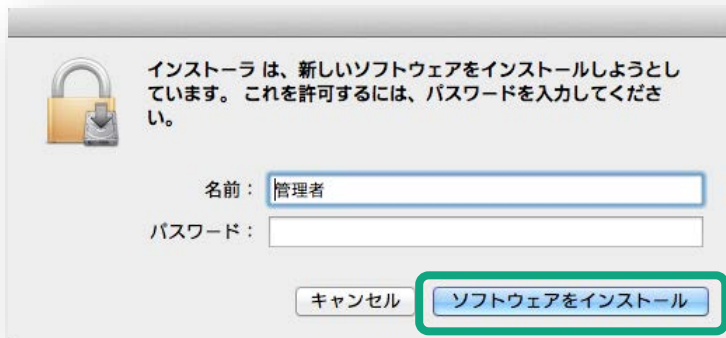 インストーラ は、新しいソフトウェアをインストールしようとし
ています。 これを許可するには、パスワードを入力してくださ
い。
名前：管理者
パスワード：
キャンセル ソフトウェアをインストール